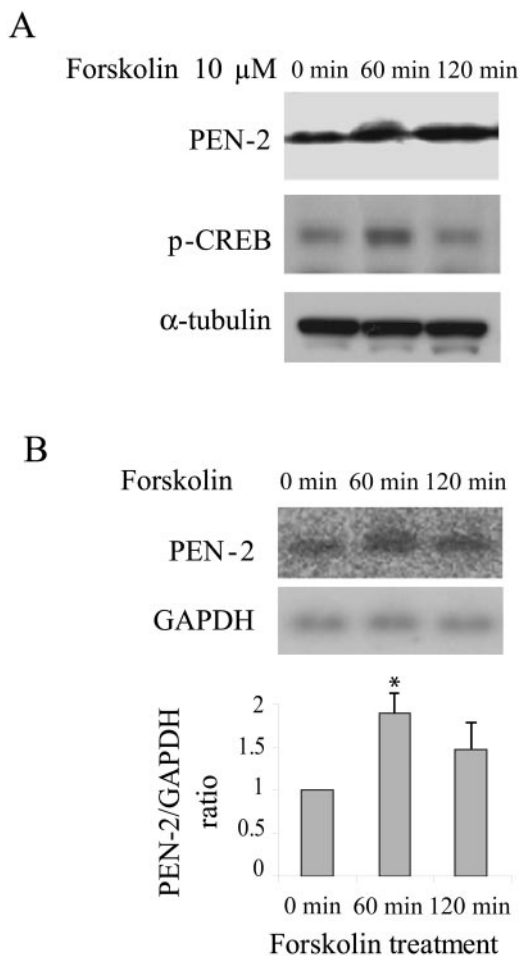 A
Forskolin 10 µM 0 min 60 min 120 min
PEN-2
p-CREB
α-tubulin
B
Forskolin 0 min 60 min 120 min
PEN-2
GAPDH
PEN-2/GAPDH
ratio
2
1.5
1
0.5
0
*
0 min 60 min 120 min
Forskolin treatment